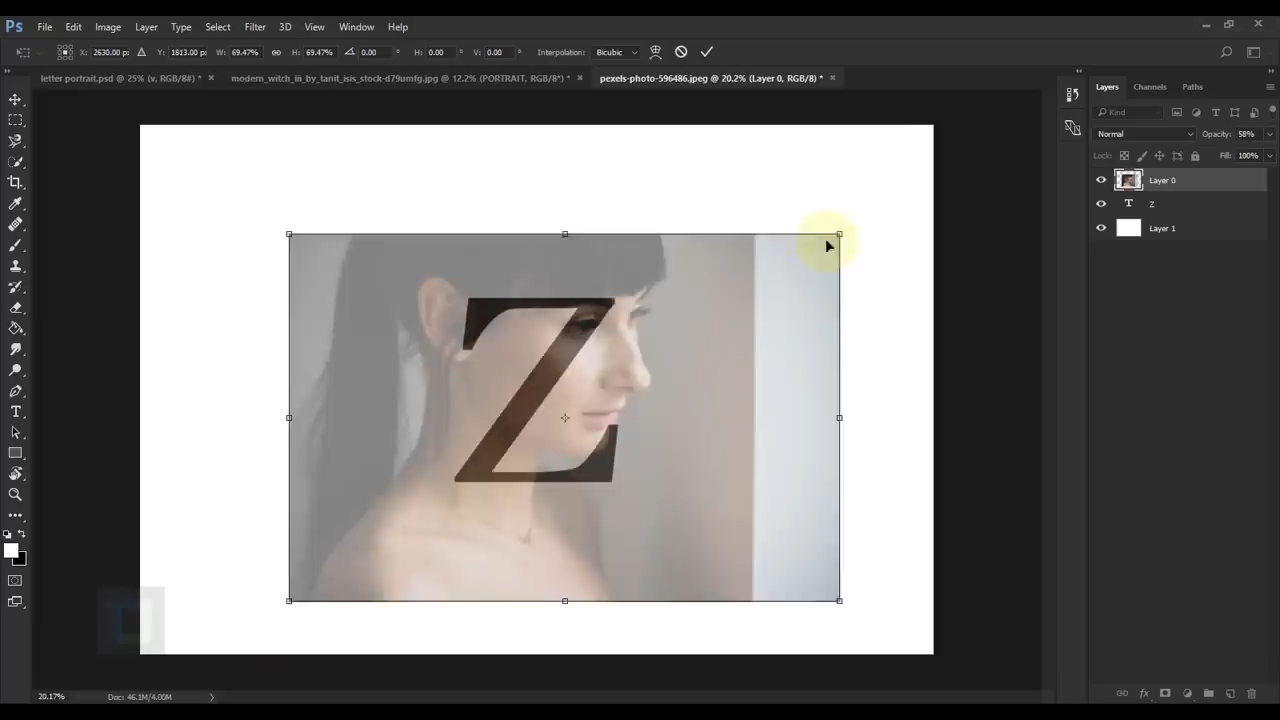 Ps File Edit Image Layer Type Select Filter 3D View Window Help
X: 2630.00 px Y: 1813.00 px W: 69.47% H: 69.47% 0.00 ° H: 0.00 ° V: 0.00 ° Interpolation: Bicubic
letter portrait.psd @ 25% (v, RGB/8#) * × modern_witch_iii_by_tanit_isis_stock-d79umfg.jpg @ 12.2% (PORTRAIT, RGB/8*) * × pexels-photo-596486.jpeg @ 20.2% (Layer 0, RGB/8) * ×
Layers Channels Paths
Kind
Normal Opacity: 58%
Lock: Fill: 100%
Layer 0
T Z
Layer 1
Z
20.17% Doc: 46.1M/4.00M
fx